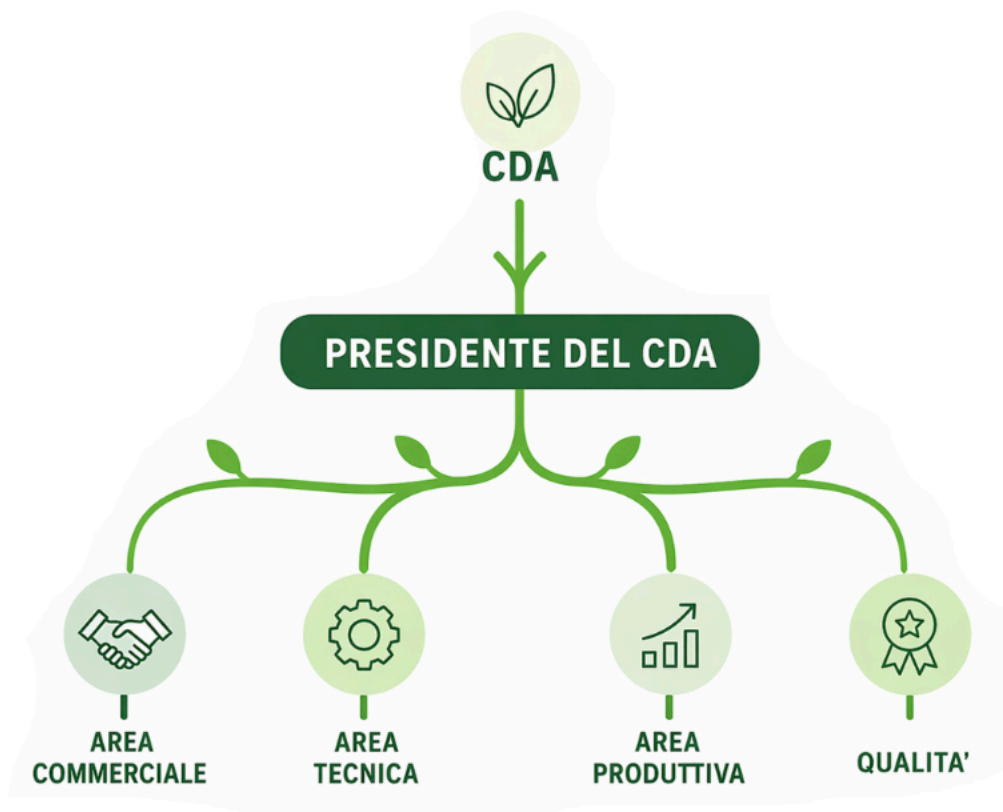 CDA
PRESIDENTE DEL CDA
AREA
COMMERCIALE
AREA
TECNICA
AREA
PRODUTTIVA
QUALITA’